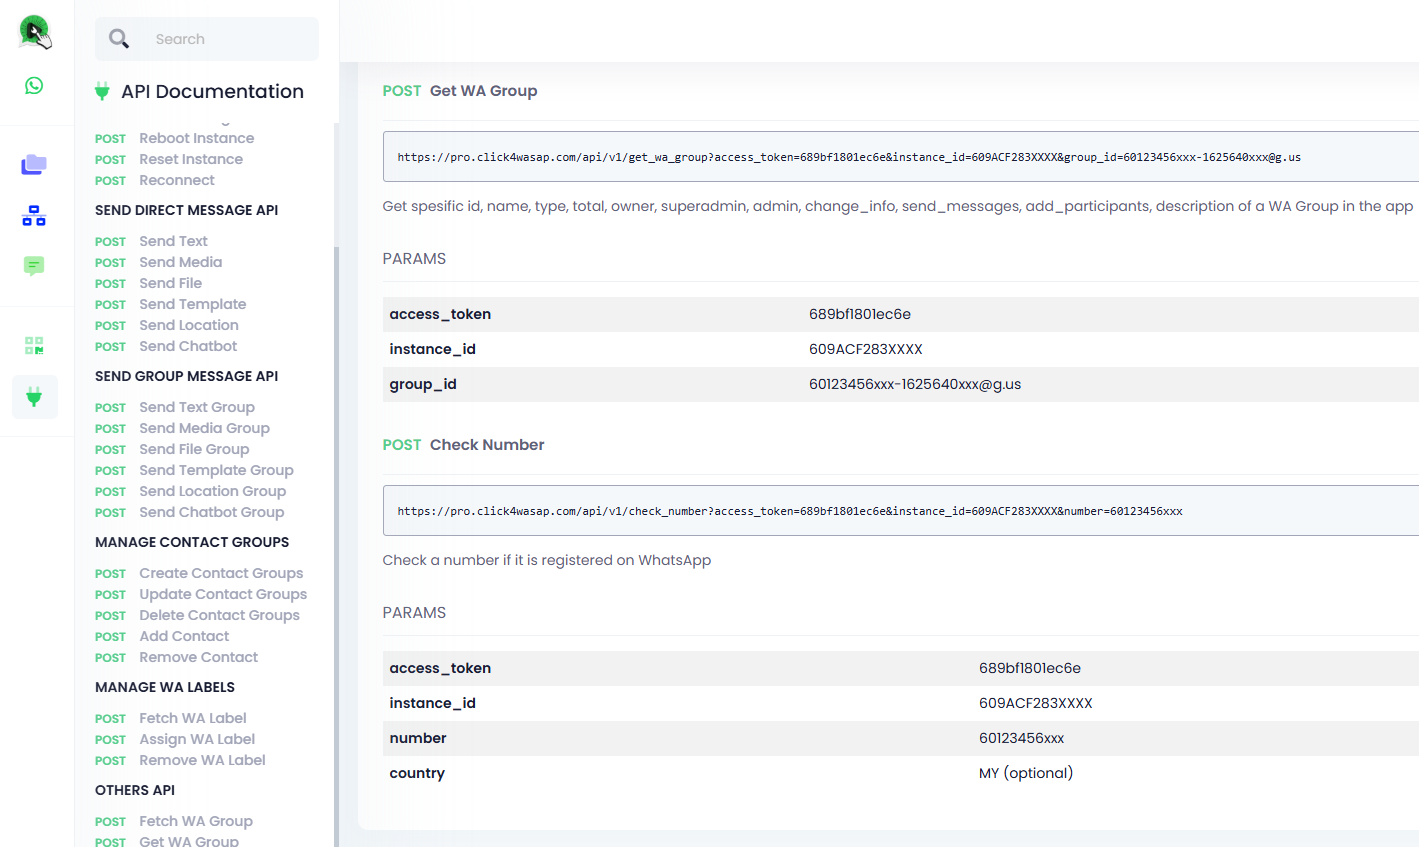 Search
API Documentation
POST Reboot Instance
POST Reset Instance
POST Reconnect
SEND DIRECT MESSAGE API
POST Send Text
POST Send Media
POST Send File
POST Send Template
POST Send Location
POST Send Chatbot
SEND GROUP MESSAGE API
POST Send Text Group
POST Send Media Group
POST Send File Group
POST Send Template Group
POST Send Location Group
POST Send Chatbot Group
MANAGE CONTACT GROUPS
POST Create Contact Groups
POST Update Contact Groups
POST Delete Contact Groups
POST Add Contact
POST Remove Contact
MANAGE WA LABELS
POST Fetch WA Label
POST Assign WA Label
POST Remove WA Label
OTHERS API
POST Fetch WA Group
POST Get WA Group
POST Get WA Group
https://pro.click4wasap.com/api/v1/get_wa_group?access_token=689bf1801ec6e&instance_id=609ACF283XXXX&group_id=60123456xxx-1625640xxx@g.us
Get spesific id, name, type, total, owner, superadmin, admin, change_info, send_messages, add_participants, description of a WA Group in the app
PARAMS
access_token 689bf1801ec6e
instance_id 609ACF283XXXX
group_id 60123456xxx-1625640xxx@g.us
POST Check Number
https://pro.click4wasap.com/api/v1/check_number?access_token=689bf1801ec6e&instance_id=609ACF283XXXX&number=60123456xxx
Check a number if it is registered on WhatsApp
PARAMS
access_token 689bf1801ec6e
instance_id 609ACF283XXXX
number 60123456xxx
country MY (optional)